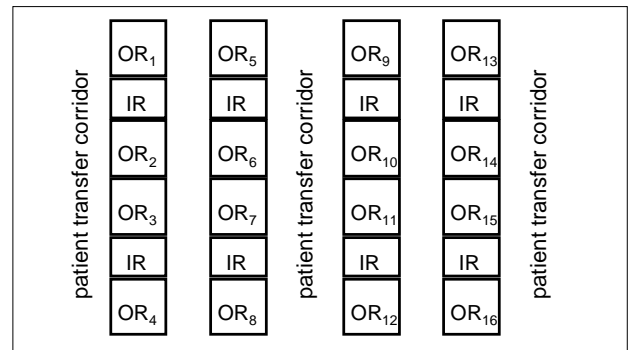 OR1 OR5 OR9 OR13
IR IR IR IR
OR2 OR6 OR10 OR14
OR3 OR7 OR11 OR15
IR IR IR IR
OR4 OR8 OR12 OR16
patient transfer corridor
patient transfer corridor
patient transfer corridor